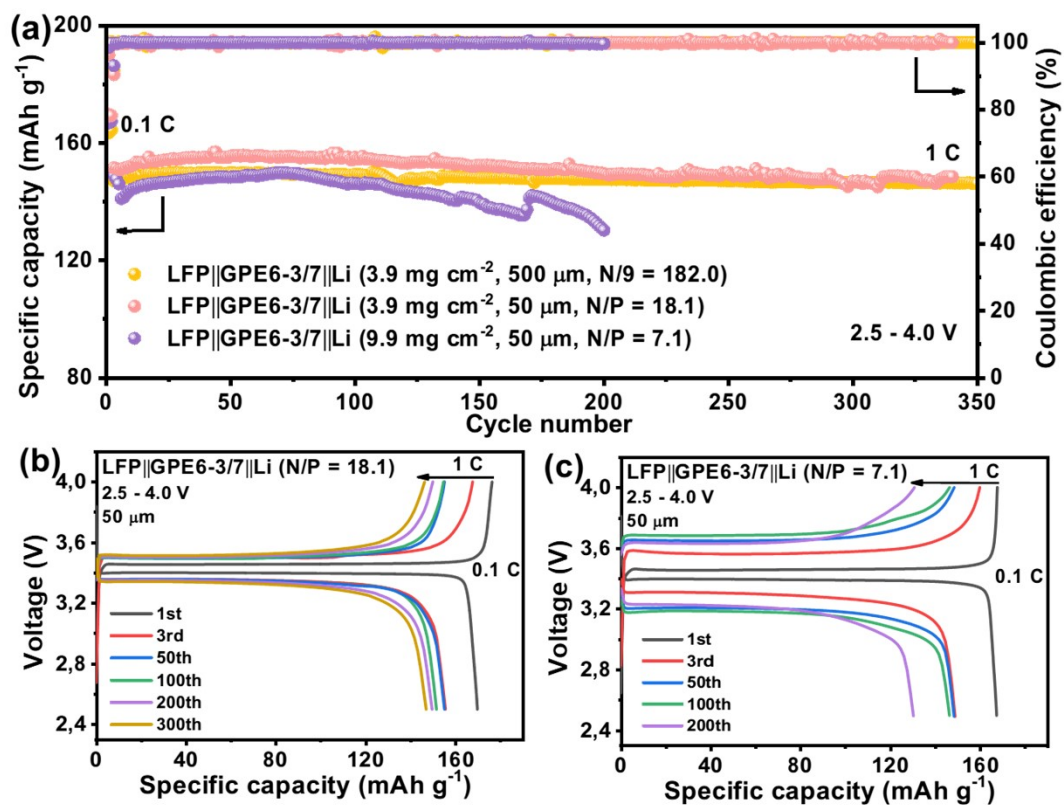 (a)
200
160
120
80
Specific capacity (mAh g⁻¹)
100
80
60
40
20
0
Coulombic efficiency (%)
0.1 C
1 C
LFP||GPE6-3/7||Li (3.9 mg cm⁻², 500 μm, N/9 = 182.0)
LFP||GPE6-3/7||Li (3.9 mg cm⁻², 50 μm, N/P = 18.1)
LFP||GPE6-3/7||Li (9.9 mg cm⁻², 50 μm, N/P = 7.1)
2.5 - 4.0 V
0 50 100 150 200 250 300 350
Cycle number
(b)
LFP||GPE6-3/7||Li (N/P = 18.1)
1 C
2.5 - 4.0 V
50 μm
0.1 C
4,0
3,6
3,2
2,8
2,4
Voltage (V)
1st
3rd
50th
100th
200th
300th
0 40 80 120 160
Specific capacity (mAh g⁻¹)
(c)
LFP||GPE6-3/7||Li (N/P = 7.1)
1 C
2.5 - 4.0 V
50 μm
0.1 C
4,0
3,6
3,2
2,8
2,4
Voltage (V)
1st
3rd
50th
100th
200th
0 40 80 120 160
Specific capacity (mAh g⁻¹)